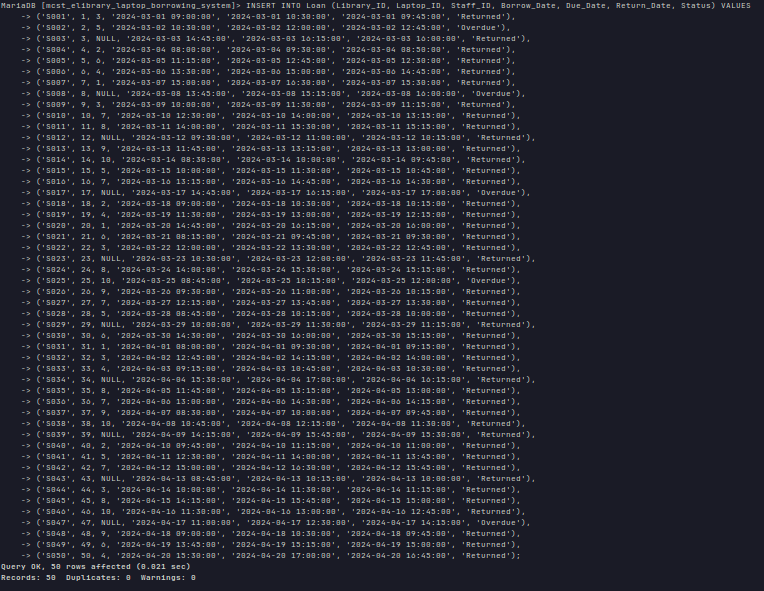 MariaDB [mcst_elibrary_laptop_borrowing_system]> INSERT INTO Loan (Library_ID, Laptop_ID, Staff_ID, Borrow_Date, Due_Date, Return_Date, Status) VALUES
-> ('S001', 1, 3, '2024-03-01 09:00:00', '2024-03-01 10:30:00', '2024-03-01 09:45:00', 'Returned'),
-> ('S002', 2, 5, '2024-03-02 10:30:00', '2024-03-02 12:00:00', '2024-03-02 12:45:00', 'Overdue'),
-> ('S003', 3, NULL, '2024-03-03 14:45:00', '2024-03-03 16:15:00', '2024-03-03 16:00:00', 'Returned'),
-> ('S004', 4, 2, '2024-03-04 08:00:00', '2024-03-04 09:30:00', '2024-03-04 08:50:00', 'Returned'),
-> ('S005', 5, 6, '2024-03-05 11:15:00', '2024-03-05 12:45:00', '2024-03-05 12:30:00', 'Returned'),
-> ('S006', 6, 4, '2024-03-06 13:30:00', '2024-03-06 15:00:00', '2024-03-06 14:45:00', 'Returned'),
-> ('S007', 7, 1, '2024-03-07 15:00:00', '2024-03-07 16:30:00', '2024-03-07 15:30:00', 'Returned'),
-> ('S008', 8, NULL, '2024-03-08 13:45:00', '2024-03-08 15:15:00', '2024-03-08 16:00:00', 'Overdue'),
-> ('S009', 9, 3, '2024-03-09 10:00:00', '2024-03-09 11:30:00', '2024-03-09 11:15:00', 'Returned'),
-> ('S010', 10, 7, '2024-03-10 12:30:00', '2024-03-10 14:00:00', '2024-03-10 13:15:00', 'Returned'),
-> ('S011', 11, 8, '2024-03-11 14:00:00', '2024-03-11 15:30:00', '2024-03-11 15:15:00', 'Returned'),
-> ('S012', 12, NULL, '2024-03-12 09:30:00', '2024-03-12 11:00:00', '2024-03-12 10:15:00', 'Returned'),
-> ('S013', 13, 9, '2024-03-13 11:45:00', '2024-03-13 13:15:00', '2024-03-13 13:00:00', 'Returned'),
-> ('S014', 14, 10, '2024-03-14 08:30:00', '2024-03-14 10:00:00', '2024-03-14 09:45:00', 'Returned'),
-> ('S015', 15, 5, '2024-03-15 10:00:00', '2024-03-15 11:30:00', '2024-03-15 10:45:00', 'Returned'),
-> ('S016', 16, 7, '2024-03-16 13:15:00', '2024-03-16 14:45:00', '2024-03-16 14:30:00', 'Returned'),
-> ('S017', 17, NULL, '2024-03-17 14:45:00', '2024-03-17 16:15:00', '2024-03-17 17:00:00', 'Overdue'),
-> ('S018', 18, 2, '2024-03-18 09:00:00', '2024-03-18 10:30:00', '2024-03-18 10:15:00', 'Returned'),
-> ('S019', 19, 4, '2024-03-19 11:30:00', '2024-03-19 13:00:00', '2024-03-19 12:15:00', 'Returned'),
-> ('S020', 20, 1, '2024-03-20 14:45:00', '2024-03-20 16:15:00', '2024-03-20 16:00:00', 'Returned'),
-> ('S021', 21, 6, '2024-03-21 08:15:00', '2024-03-21 09:45:00', '2024-03-21 09:30:00', 'Returned'),
-> ('S022', 22, 3, '2024-03-22 12:00:00', '2024-03-22 13:30:00', '2024-03-22 12:45:00', 'Returned'),
-> ('S023', 23, NULL, '2024-03-23 10:30:00', '2024-03-23 12:00:00', '2024-03-23 11:45:00', 'Returned'),
-> ('S024', 24, 8, '2024-03-24 14:00:00', '2024-03-24 15:30:00', '2024-03-24 15:15:00', 'Returned'),
-> ('S025', 25, 10, '2024-03-25 08:45:00', '2024-03-25 10:15:00', '2024-03-25 12:00:00', 'Overdue'),
-> ('S026', 26, 9, '2024-03-26 09:30:00', '2024-03-26 11:00:00', '2024-03-26 10:15:00', 'Returned'),
-> ('S027', 27, 7, '2024-03-27 12:15:00', '2024-03-27 13:45:00', '2024-03-27 13:30:00', 'Returned'),
-> ('S028', 28, 5, '2024-03-28 08:45:00', '2024-03-28 10:15:00', '2024-03-28 10:00:00', 'Returned'),
-> ('S029', 29, NULL, '2024-03-29 10:00:00', '2024-03-29 11:30:00', '2024-03-29 11:15:00', 'Returned'),
-> ('S030', 30, 6, '2024-03-30 14:30:00', '2024-03-30 16:00:00', '2024-03-30 15:15:00', 'Returned'),
-> ('S031', 31, 1, '2024-04-01 08:00:00', '2024-04-01 09:30:00', '2024-04-01 09:15:00', 'Returned'),
-> ('S032', 32, 3, '2024-04-02 12:45:00', '2024-04-02 14:15:00', '2024-04-02 14:00:00', 'Returned'),
-> ('S033', 33, 4, '2024-04-03 09:15:00', '2024-04-03 10:45:00', '2024-04-03 10:30:00', 'Returned'),
-> ('S034', 34, NULL, '2024-04-04 15:30:00', '2024-04-04 17:00:00', '2024-04-04 16:15:00', 'Returned'),
-> ('S035', 35, 8, '2024-04-05 11:45:00', '2024-04-05 13:15:00', '2024-04-05 13:00:00', 'Returned'),
-> ('S036', 36, 7, '2024-04-06 13:00:00', '2024-04-06 14:30:00', '2024-04-06 14:15:00', 'Returned'),
-> ('S037', 37, 9, '2024-04-07 08:30:00', '2024-04-07 10:00:00', '2024-04-07 09:45:00', 'Returned'),
-> ('S038', 38, 10, '2024-04-08 10:45:00', '2024-04-08 12:15:00', '2024-04-08 11:30:00', 'Returned'),
-> ('S039', 39, NULL, '2024-04-09 14:15:00', '2024-04-09 15:45:00', '2024-04-09 15:30:00', 'Returned'),
-> ('S040', 40, 2, '2024-04-10 09:45:00', '2024-04-10 11:15:00', '2024-04-10 11:00:00', 'Returned'),
-> ('S041', 41, 5, '2024-04-11 12:30:00', '2024-04-11 14:00:00', '2024-04-11 13:45:00', 'Returned'),
-> ('S042', 42, 7, '2024-04-12 15:00:00', '2024-04-12 16:30:00', '2024-04-12 15:45:00', 'Returned'),
-> ('S043', 43, NULL, '2024-04-13 08:45:00', '2024-04-13 10:15:00', '2024-04-13 10:00:00', 'Returned'),
-> ('S044', 44, 3, '2024-04-14 10:00:00', '2024-04-14 11:30:00', '2024-04-14 11:15:00', 'Returned'),
-> ('S045', 45, 8, '2024-04-15 14:15:00', '2024-04-15 15:45:00', '2024-04-15 15:00:00', 'Returned'),
-> ('S046', 46, 10, '2024-04-16 11:30:00', '2024-04-16 13:00:00', '2024-04-16 12:45:00', 'Returned'),
-> ('S047', 47, NULL, '2024-04-17 11:00:00', '2024-04-17 12:30:00', '2024-04-17 14:15:00', 'Overdue'),
-> ('S048', 48, 9, '2024-04-18 09:00:00', '2024-04-18 10:30:00', '2024-04-18 09:45:00', 'Returned'),
-> ('S049', 49, 6, '2024-04-19 13:45:00', '2024-04-19 15:15:00', '2024-04-19 15:00:00', 'Returned'),
-> ('S050', 50, 4, '2024-04-20 15:30:00', '2024-04-20 17:00:00', '2024-04-20 16:45:00', 'Returned');
Query OK, 50 rows affected (0.021 sec)
Records: 50  Duplicates: 0  Warnings: 0